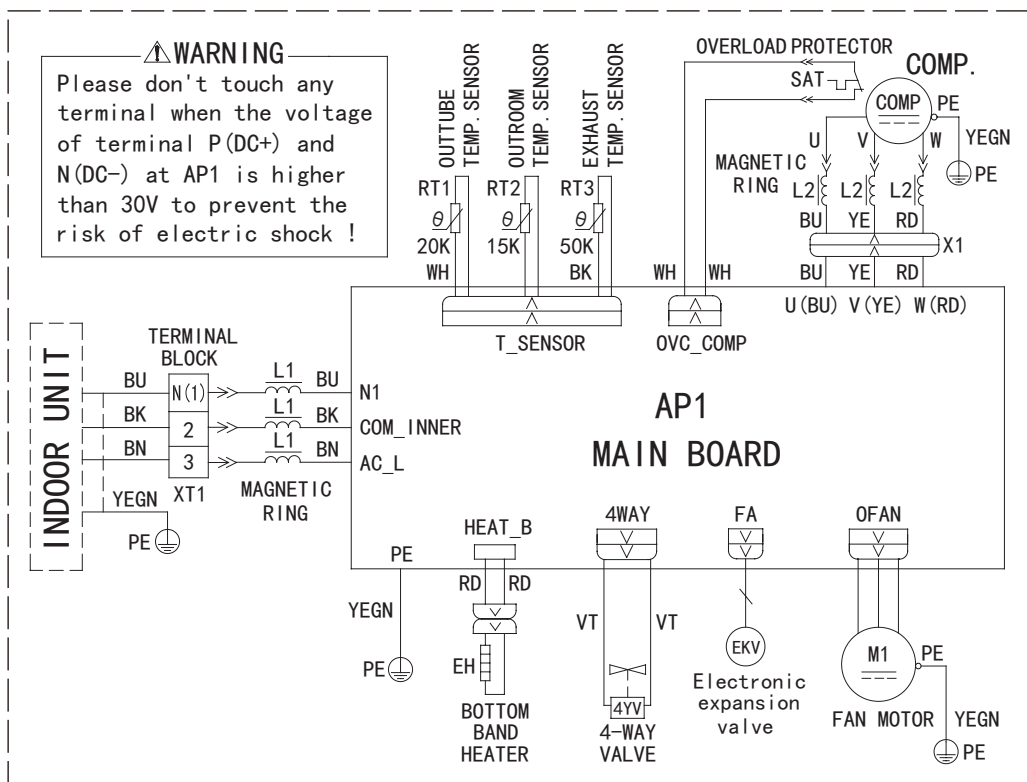 WARNING
Please don't touch any
terminal when the voltage
of terminal P(DC+) and
N(DC-) at AP1 is higher
than 30V to prevent the
risk of electric shock !
OUTTUBE
TEMP.SENSOR
OUTROOM
TEMP.SENSOR
EXHAUST
TEMP.SENSOR
RT1
RT2
RT3
θ
θ
θ
20K
15K
50K
WH
BK
T_SENSOR
OVERLOAD PROTECTOR
SAT
WH
WH
OVC_COMP
COMP.
COMP
PE
YEGN
PE
U
V
W
MAGNETIC
RING
L2
L2
L2
BU
YE
RD
X1
BU
YE
RD
U(BU)
V(YE)
W(RD)
INDOOR UNIT
TERMINAL
BLOCK
BU
N(1)
L1
BU
N1
BK
2
L1
BK
COM_INNER
BN
3
L1
BN
AC_L
XT1
MAGNETIC
RING
YEGN
PE
AP1
MAIN BOARD
PE
YEGN
PE
HEAT_B
RD
RD
EH
BOTTOM
BAND
HEATER
4WAY
VT
VT
4YV
4-WAY
VALVE
FA
EKV
Electronic
expansion
valve
OFAN
M1
PE
FAN MOTOR
YEGN
PE